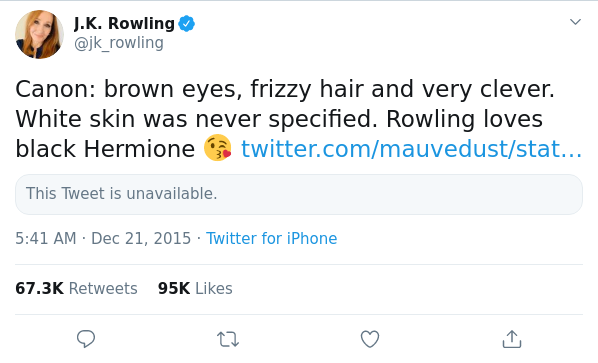 J.K. Rowling
@jk_rowling
Canon: brown eyes, frizzy hair and very clever.
White skin was never specified. Rowling loves
black Hermione 😘 twitter.com/mauvedust/stat…
This Tweet is unavailable.
5:41 AM · Dec 21, 2015 · Twitter for iPhone
67.3K Retweets 95K Likes